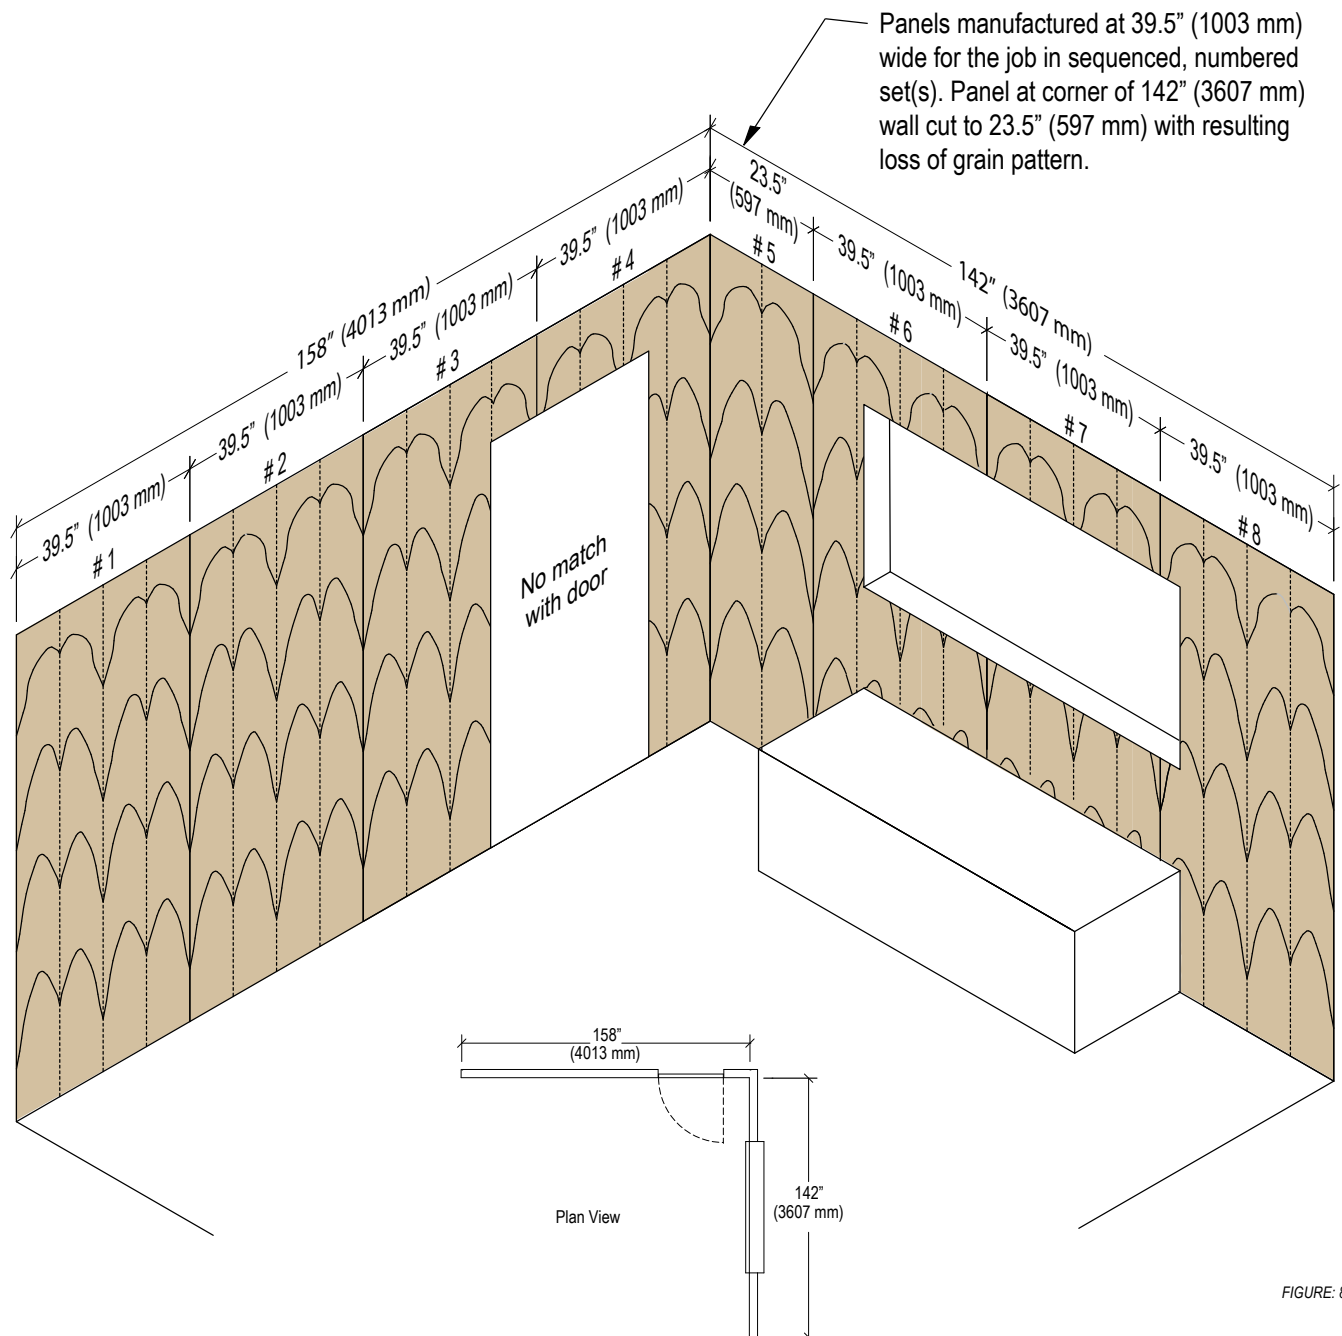 Panels manufactured at 39.5” (1003 mm)
wide for the job in sequenced, numbered
set(s). Panel at corner of 142” (3607 mm)
wall cut to 23.5” (597 mm) with resulting
loss of grain pattern.
158” (4013 mm)
142” (3607 mm)
39.5” (1003 mm)
# 1
39.5” (1003 mm)
# 2
39.5” (1003 mm)
# 3
39.5” (1003 mm)
# 4
23.5”
(597 mm)
# 5
39.5” (1003 mm)
# 6
39.5” (1003 mm)
# 7
39.5” (1003 mm)
# 8
No match
with door
158”
(4013 mm)
142”
(3607 mm)
Plan View
FIGURE: